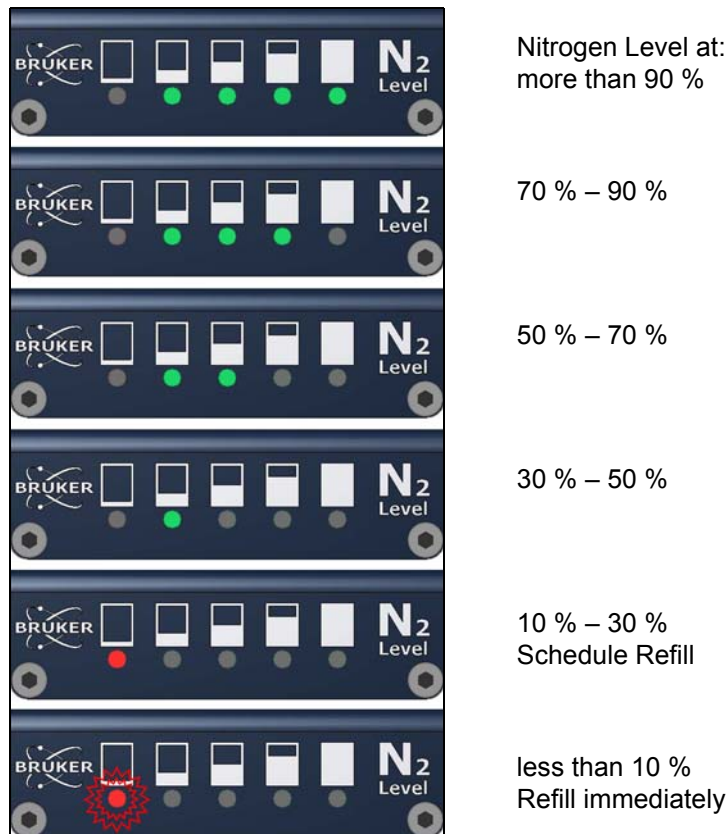 BRUKER
N2
Level
Nitrogen Level at:
more than 90 %
BRUKER
N2
Level
70 % – 90 %
BRUKER
N2
Level
50 % – 70 %
BRUKER
N2
Level
30 % – 50 %
BRUKER
N2
Level
10 % – 30 %
Schedule Refill
BRUKER
N2
Level
less than 10 %
Refill immediately